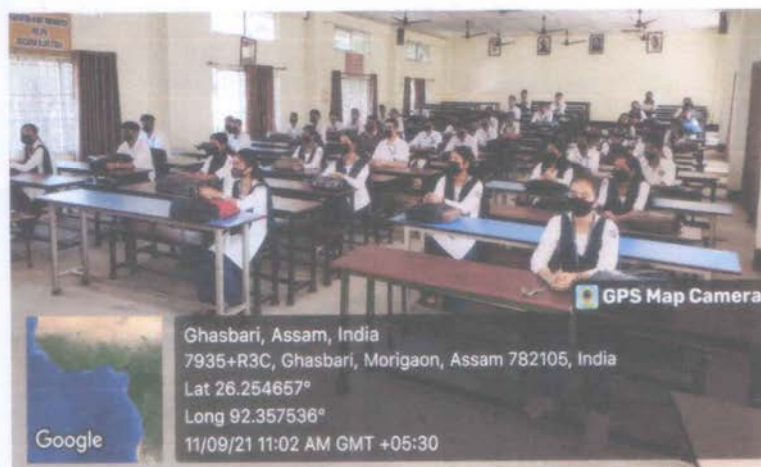 GPS Map Camera
Ghasbari, Assam, India
7935+R3C, Ghasbari, Morigaon, Assam 782105, India
Lat 26.254657°
Long 92.357536°
11/09/21 11:02 AM GMT +05:30
Google